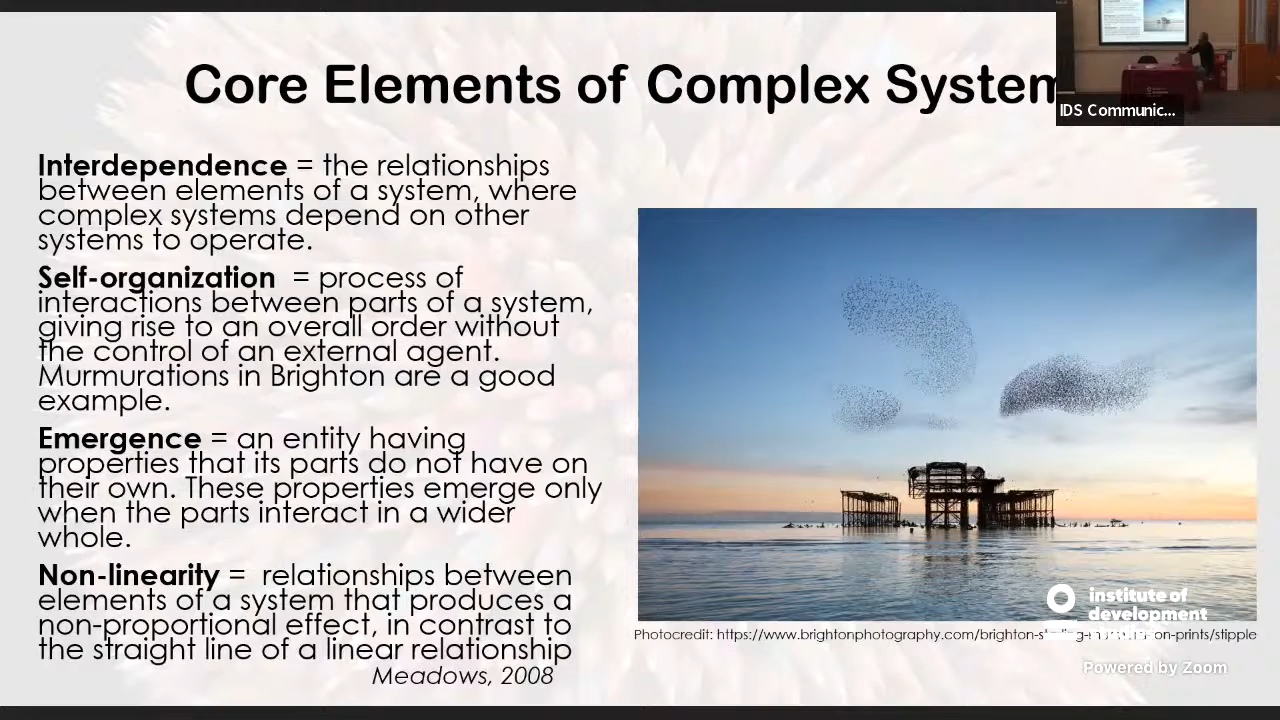 Core Elements of Complex System
IDS Communic...
Interdependence = the relationships
between elements of a system, where
complex systems depend on other
systems to operate.
Self-organization = process of
interactions between parts of a system,
giving rise to an overall order without
the control of an external agent.
Murmurations in Brighton are a good
example.
Emergence = an entity having
properties that its parts do not have on
their own. These properties emerge only
when the parts interact in a wider
whole.
Non-linearity = relationships between
elements of a system that produces a
non-proportional effect, in contrast to
the straight line of a linear relationship
Meadows, 2008
institute of
development
Photocredit: https://www.brightonphotography.com/brighton-st
on-prints/stipple
Powered by Zoom